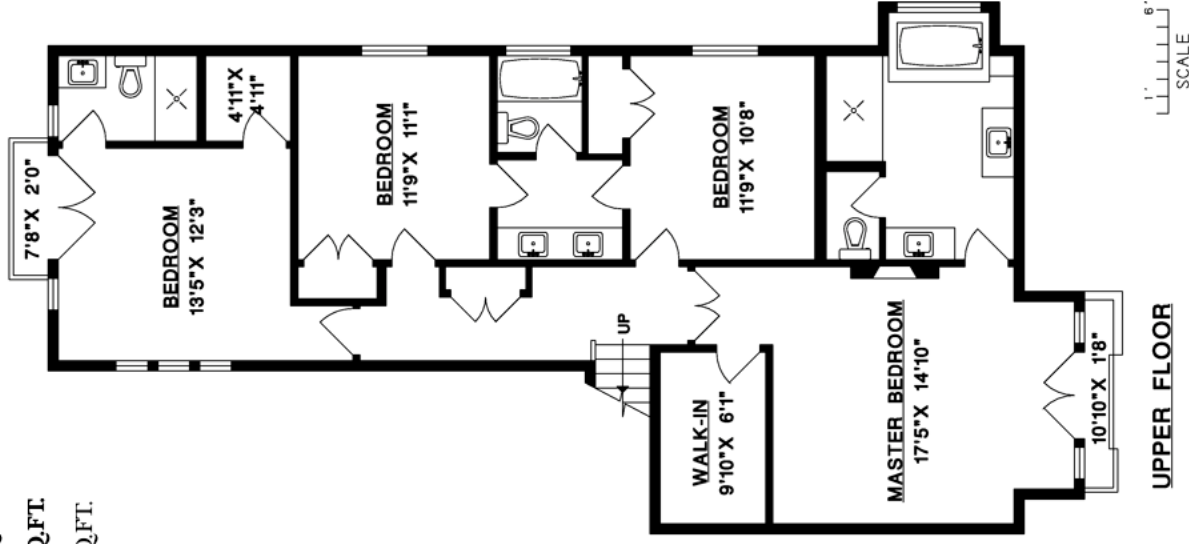 7'8"X 2'0"
BEDROOM
13'5"X 12'3"
4'11"X
4'11"
BEDROOM
11'9"X 11'1"
BEDROOM
11'9"X 10'8"
UP
WALK-IN
9'10"X 6'1"
MASTER BEDROOM
17'5"X 14'10"
10'10"X 1'8"
UPPER FLOOR
1'
6'
SCALE
Q.FT.
Q.FT.